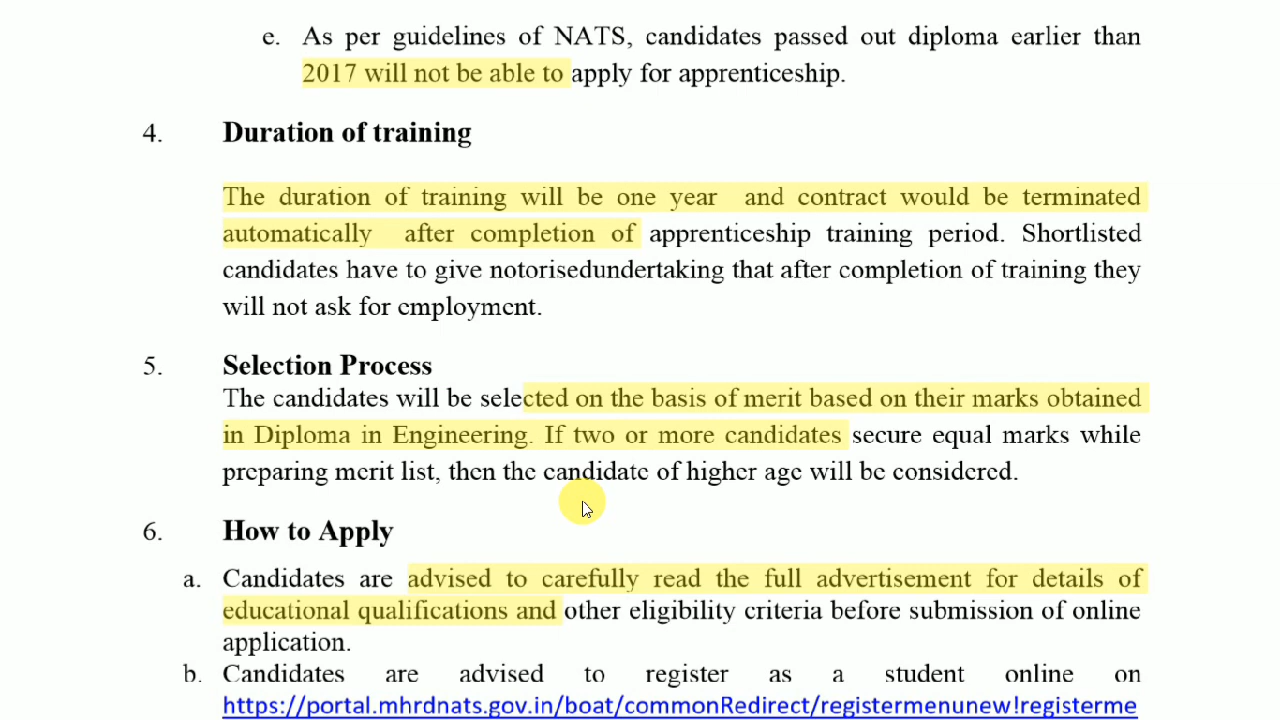 e. As per guidelines of NATS, candidates passed out diploma earlier than
2017 will not be able to apply for apprenticeship.
4. Duration of training
The duration of training will be one year and contract would be terminated
automatically after completion of apprenticeship training period. Shortlisted
candidates have to give notorisedundertaking that after completion of training they
will not ask for employment.
5. Selection Process
The candidates will be selected on the basis of merit based on their marks obtained
in Diploma in Engineering. If two or more candidates secure equal marks while
preparing merit list, then the candidate of higher age will be considered.
6. How to Apply
a. Candidates are advised to carefully read the full advertisement for details of
educational qualifications and other eligibility criteria before submission of online
application.
b. Candidates are advised to register as a student online on
https://portal.mhrdnats.gov.in/boat/commonRedirect/registermenunew!registerme